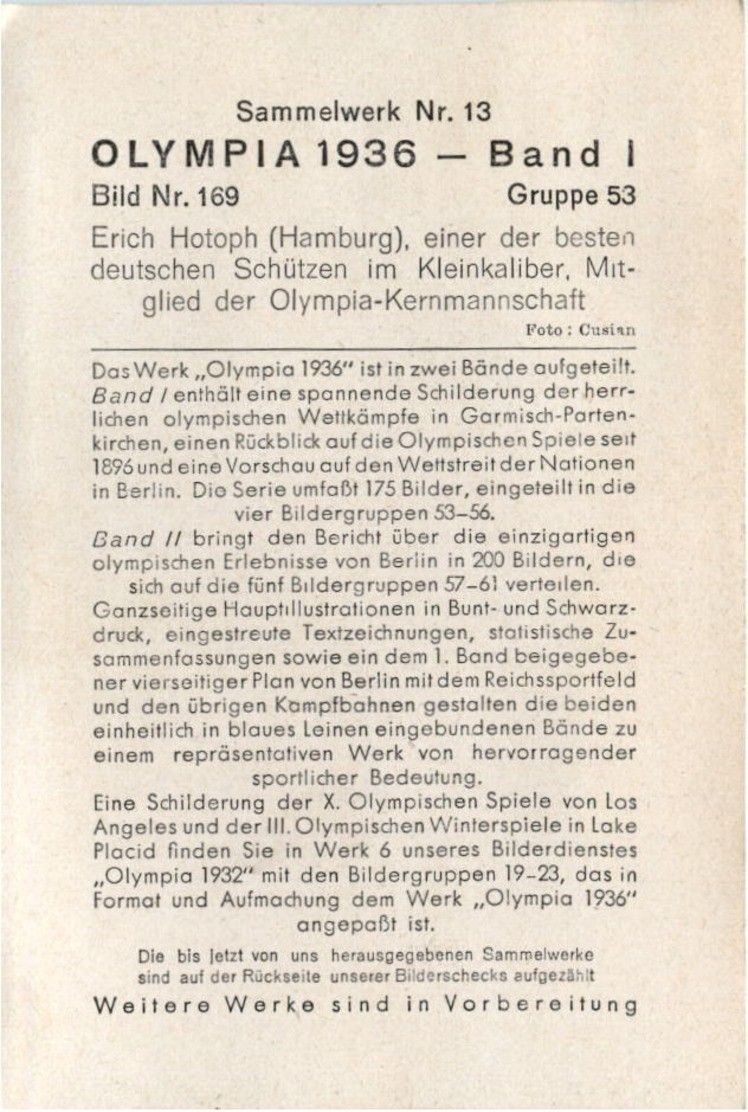 Sammelwerk Nr. 13
OLYMPIA 1936 — Band I
Bild Nr. 169 Gruppe 53
Erich Hotoph (Hamburg), einer der besten
deutschen Schützen im Kleinkaliber, Mit-
glied der Olympia-Kernmannschaft
Foto: Cusian
Das Werk „Olympia 1936" ist in zwei Bände aufgeteilt.
Band I enthält eine spannende Schilderung der herr-
lichen olympischen Wettkämpfe in Garmisch-Parten-
kirchen, einen Rückblick auf die Olympischen Spiele seit
1896 und eine Vorschau auf den Wettstreit der Nationen
in Berlin. Die Serie umfaßt 175 Bilder, eingeteilt in die
vier Bildergruppen 53–56.
Band II bringt den Bericht über die einzigartigen
olympischen Erlebnisse von Berlin in 200 Bildern, die
sich auf die fünf Bildergruppen 57–61 verteilen.
Ganzseitige Hauptillustrationen in Bunt- und Schwarz-
druck, eingestreute Textzeichnungen, statistische Zu-
sammenfassungen sowie ein dem 1. Band beigegebe-
ner vierseitiger Plan von Berlin mit dem Reichssportfeld
und den übrigen Kampfbahnen gestalten die beiden
einheitlich in blaues Leinen eingebundenen Bände zu
einem repräsentativen Werk von hervorragender
sportlicher Bedeutung.
Eine Schilderung der X. Olympischen Spiele von Los
Angeles und der III. Olympischen Winterspiele in Lake
Placid finden Sie in Werk 6 unseres Bilderdienstes
„Olympia 1932" mit den Bildergruppen 19–23, das in
Format und Aufmachung dem Werk „Olympia 1936"
angepaßt ist.
Die bis jetzt von uns herausgegebenen Sammelwerke
sind auf der Rückseite unserer Bilderschecks aufgezählt
Weitere Werke sind in Vorbereitung